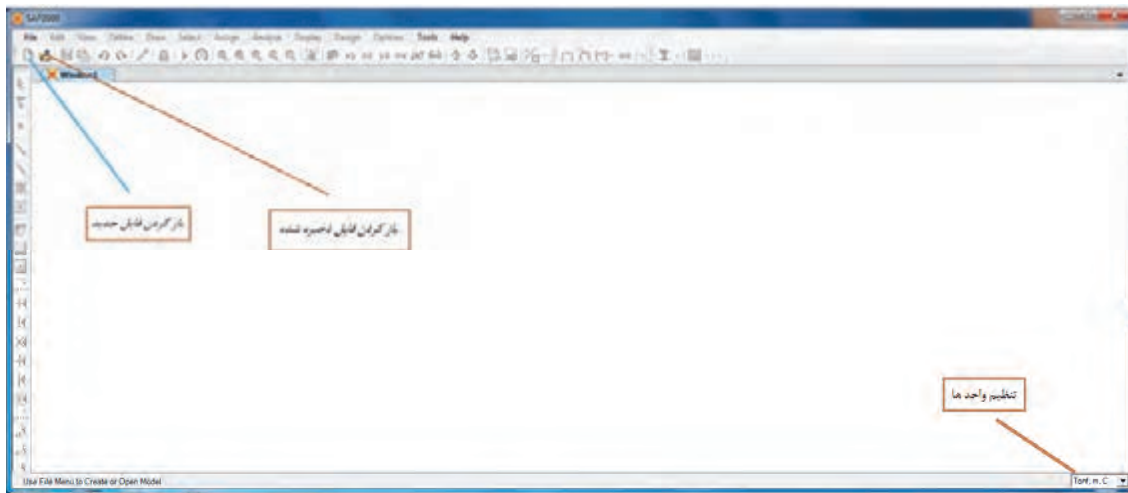 SAP2000
File Edit View Define Draw Select Assign Analyze Display Design Options Tools Help
باز کردن فایل جدید
باز کردن فایل ذخیره شده
تنظیم واحد ها
Use File Menu to Create or Open Model
Tonf, m, C